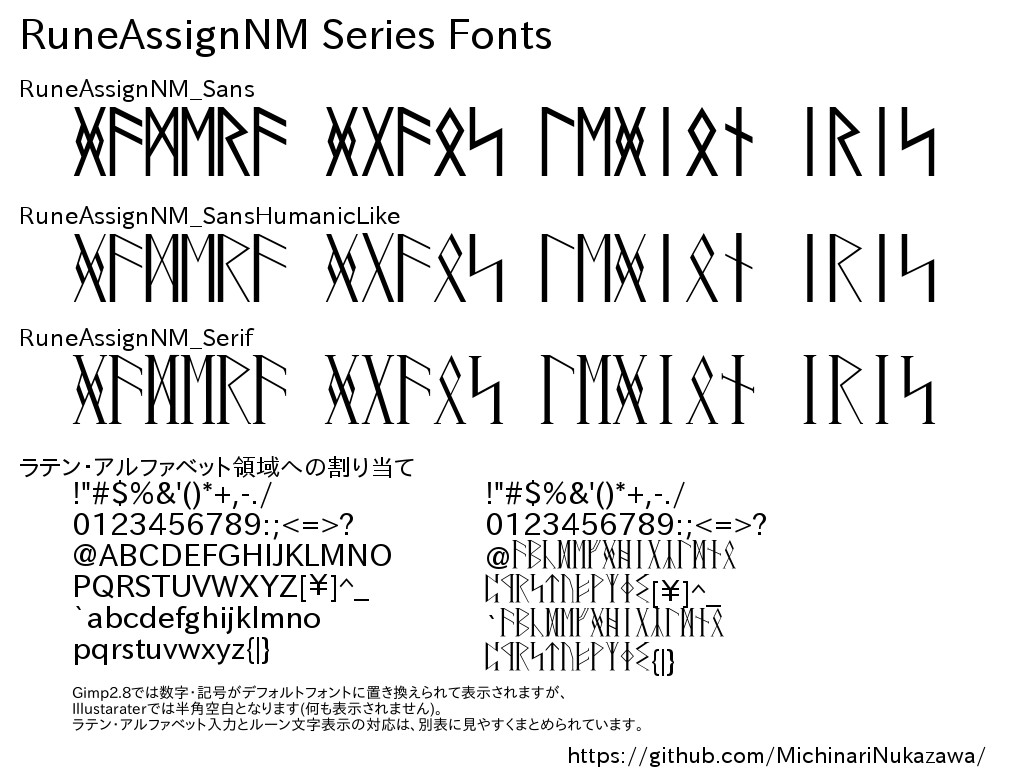 RuneAssignNM Series Fonts
RuneAssignNM_Sans
RuneAssignNM_SansHumanicLike
RuneAssignNM_Serif
ラテン・アルファベット領域への割り当て
!"#$%&'()*+,-./
0123456789:;<=>?
@ABCDEFGHIJKLMNO
PQRSTUVWXYZ[¥]^_
`abcdefghijklmno
pqrstuvwxyz{|}
!"#$%&'()*+,-./
0123456789:;<=>?
@
[¥]^_
`
{|}
Gimp2.8では数字・記号がデフォルトフォントに置き換えられて表示されますが、
Illustaraterでは半角空白となります(何も表示されません)。
ラテン・アルファベット入力とルーン文字表示の対応は、別表に見やすくまとめられています。
https://github.com/MichinariNukazawa/